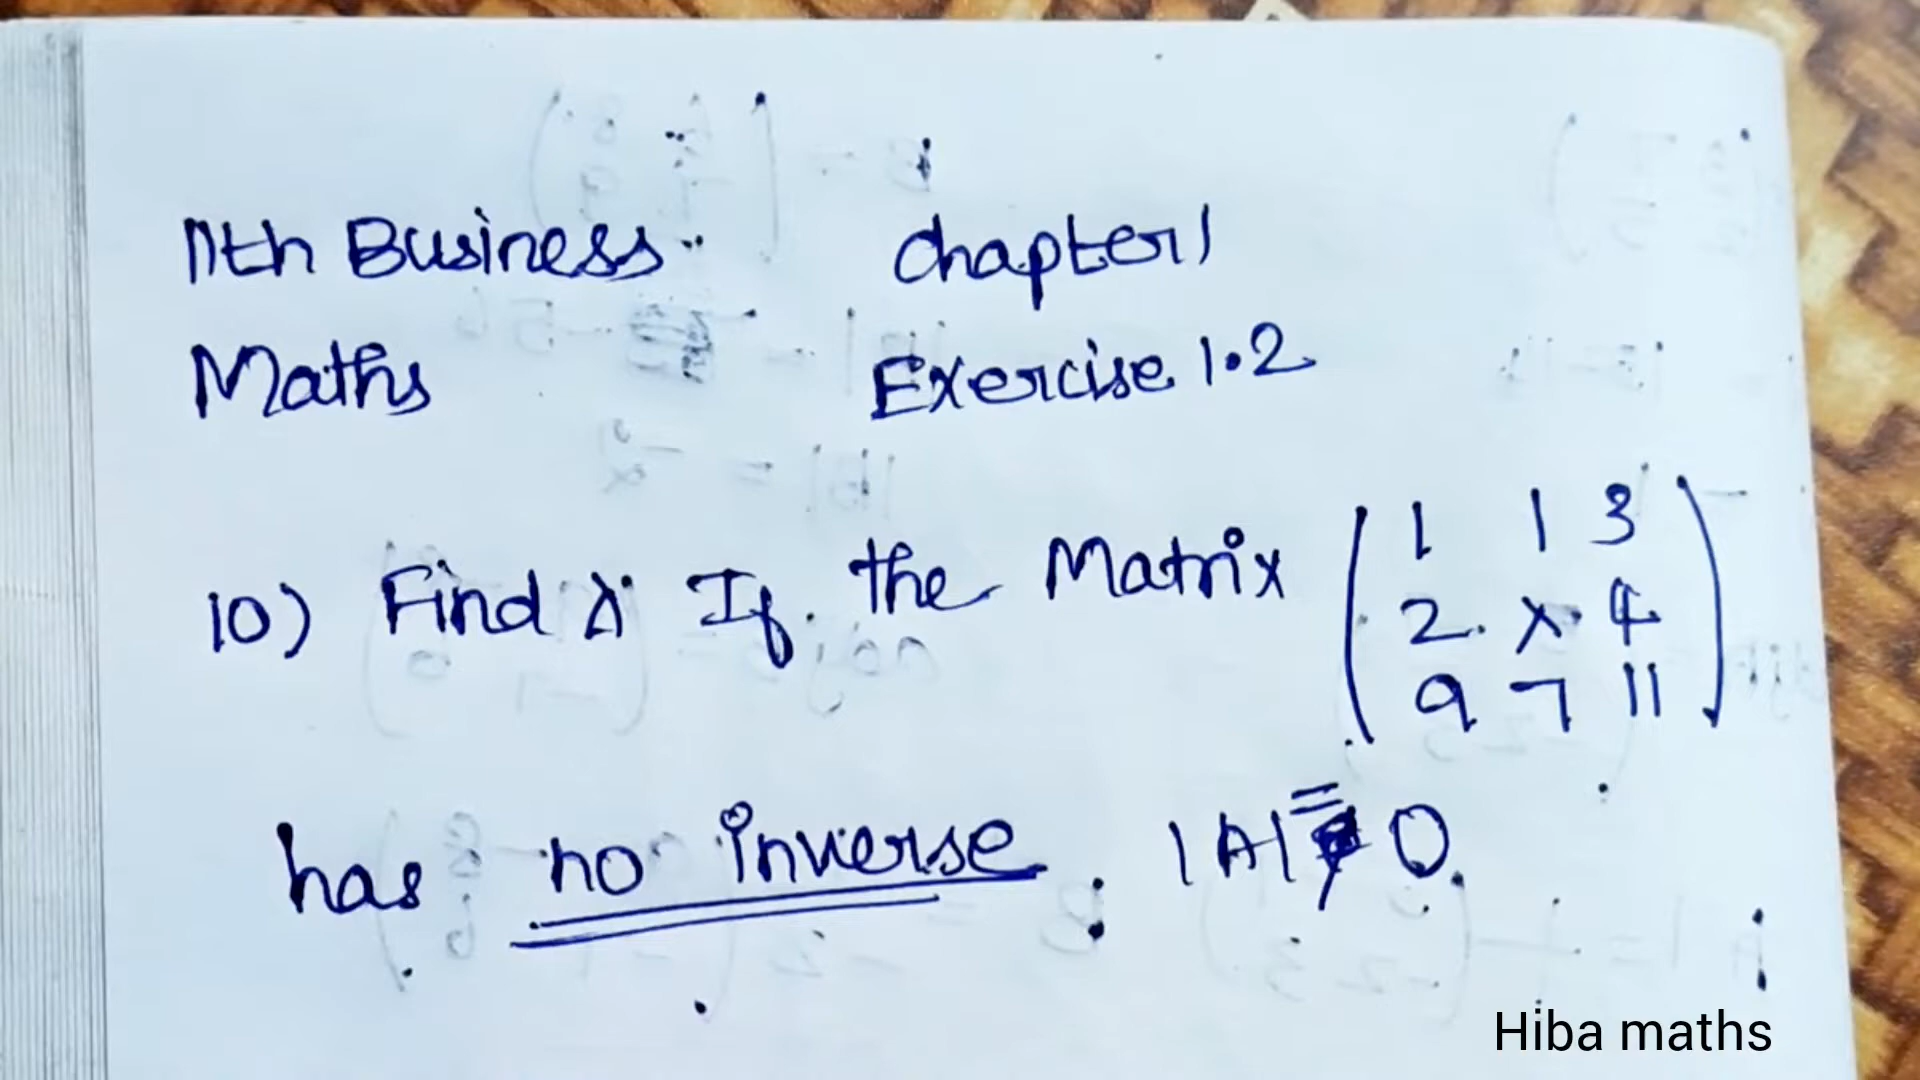 11th Business chapter 1
Maths Exercise 1.2
10) Find λ If the Matrix
1 1 3
2 λ 4
9 7 11
has no inverse. |A| = 0.
Hiba maths